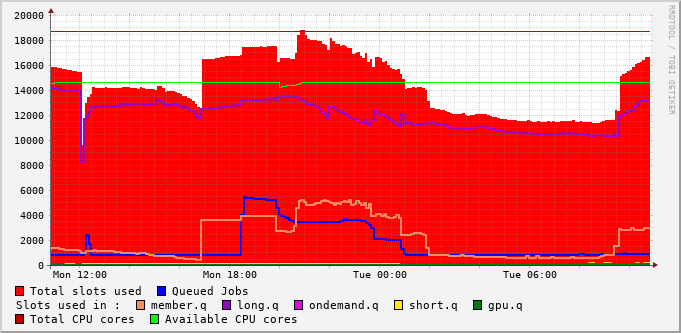 20000
18000
16000
14000
12000
10000
8000
6000
4000
2000
0
Mon 12:00 Mon 18:00 Tue 00:00 Tue 06:00
RRDTOOL / TOBI OETIKER
Total slots used Queued Jobs
Slots used in : member.q long.q ondemand.q short.q gpu.q
Total CPU cores Available CPU cores